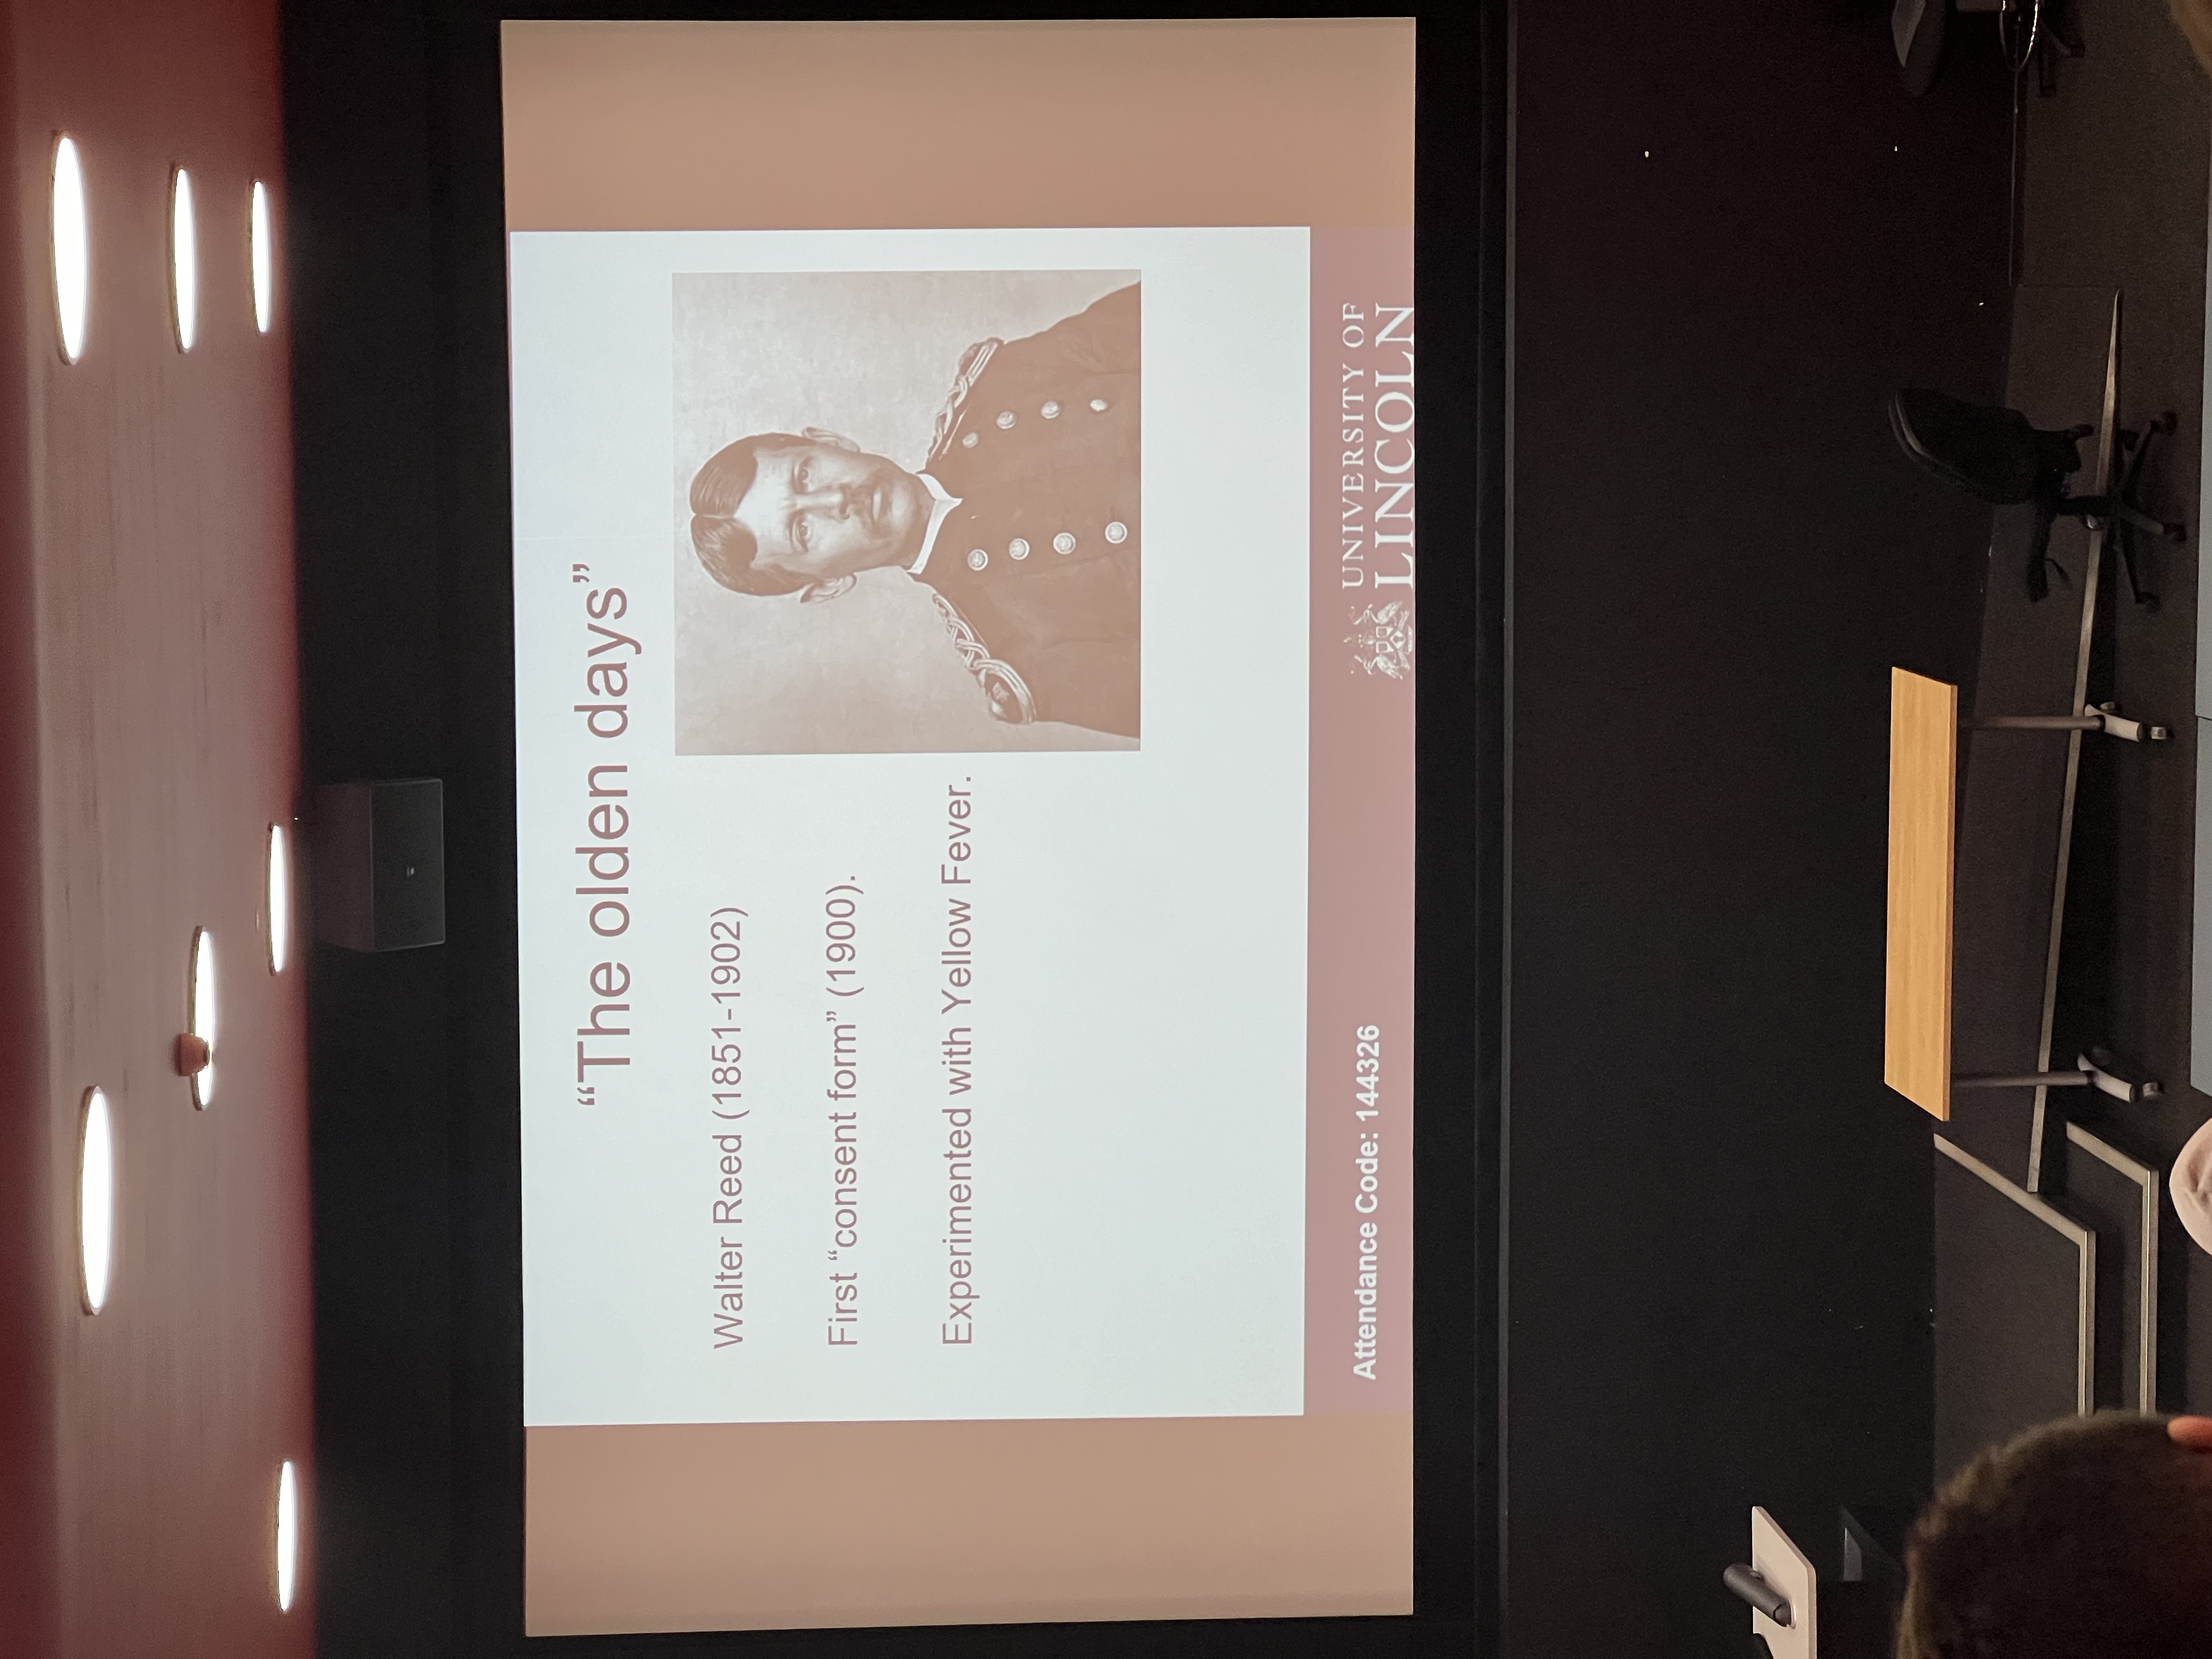 “The olden days”
Walter Reed (1851-1902)
First “consent form” (1900).
Experimented with Yellow Fever.
Attendance Code: 144326
UNIVERSITY OF
LINCOLN